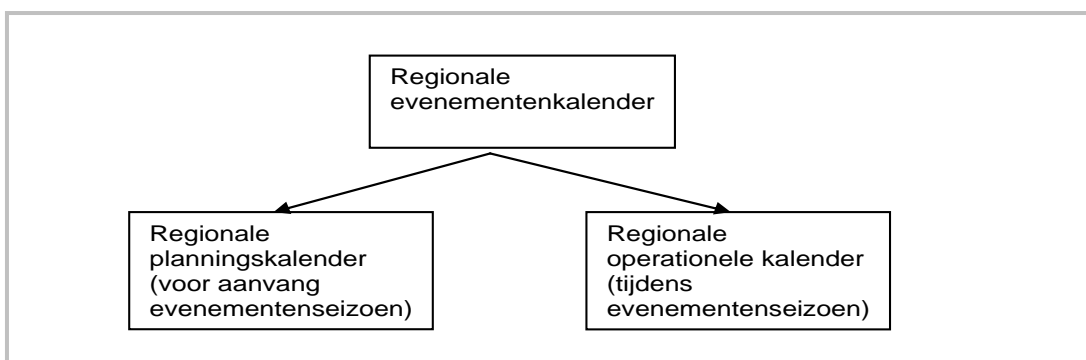 Regionale
evenementenkalender
Regionale
planningskalender
(voor aanvang
evenementenseizoen)
Regionale
operationele kalender
(tijdens
evenementenseizoen)